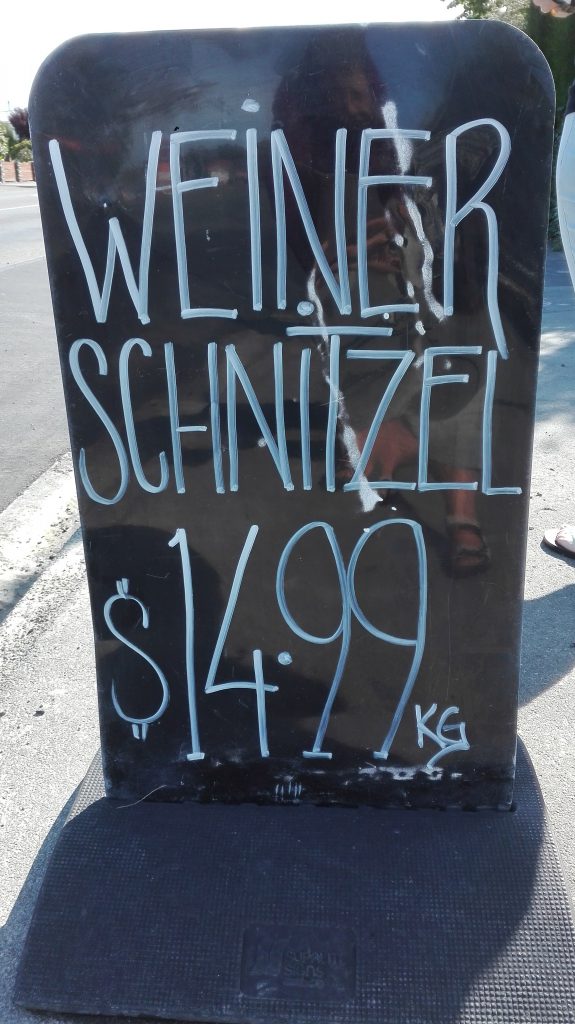 WEINER
SCHNITZEL
$14.99 KG